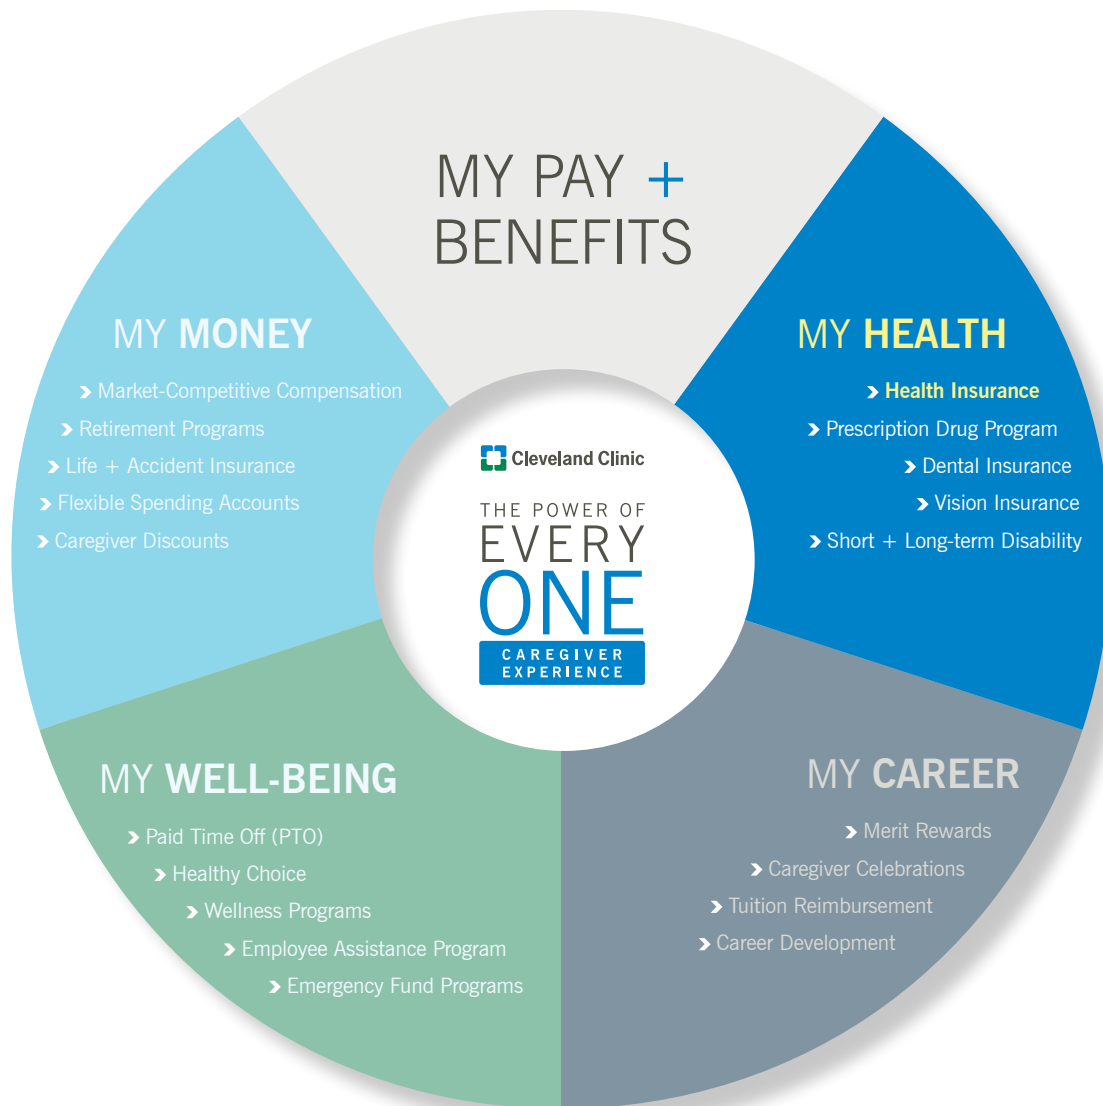 MY PAY +
BENEFITS
MY MONEY
› Market-Competitive Compensation
› Retirement Programs
› Life + Accident Insurance
› Flexible Spending Accounts
› Caregiver Discounts
MY HEALTH
› Health Insurance
› Prescription Drug Program
› Dental Insurance
› Vision Insurance
› Short + Long-term Disability
Cleveland Clinic
THE POWER OF
EVERY
ONE
CAREGIVER
EXPERIENCE
MY WELL-BEING
› Paid Time Off (PTO)
› Healthy Choice
› Wellness Programs
› Employee Assistance Program
› Emergency Fund Programs
MY CAREER
› Merit Rewards
› Caregiver Celebrations
› Tuition Reimbursement
› Career Development